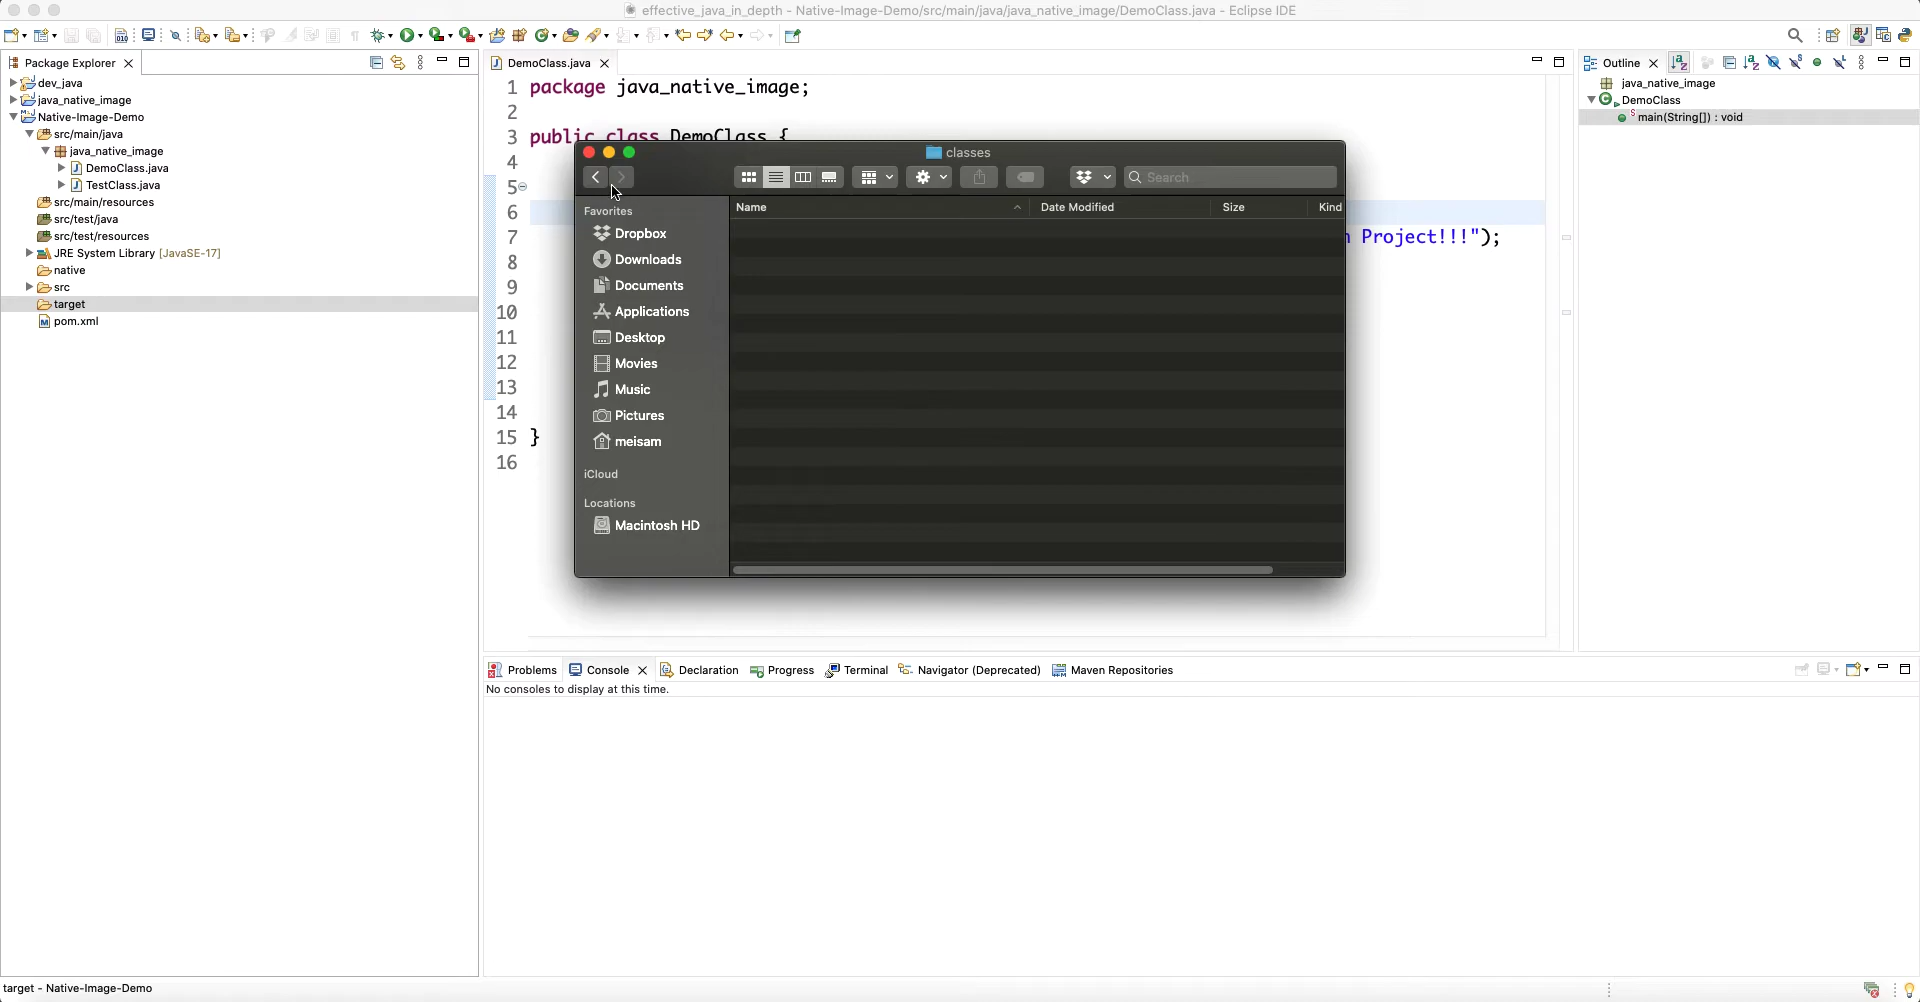 effective_java_in_depth - Native-Image-Demo/src/main/java/java_native_image/DemoClass.java - Eclipse IDE
Package Explorer
dev_java
java_native_image
Native-Image-Demo
src/main/java
java_native_image
DemoClass.java
TestClass.java
src/main/resources
src/test/java
src/test/resources
JRE System Library [JavaSE-17]
native
src
target
pom.xml
DemoClass.java
1 package java_native_image;
2
3 public class DemoClass {
4
5
6
7 Project!!!");
8
9
10
11
12
13
14
15 }
16
classes
Search
Favorites
Dropbox
Downloads
Documents
Applications
Desktop
Movies
Music
Pictures
meisam
iCloud
Locations
Macintosh HD
Name Date Modified Size Kind
Outline
java_native_image
DemoClass
main(String[]) : void
Problems Console Declaration Progress Terminal Navigator (Deprecated) Maven Repositories
No consoles to display at this time.
target - Native-Image-Demo